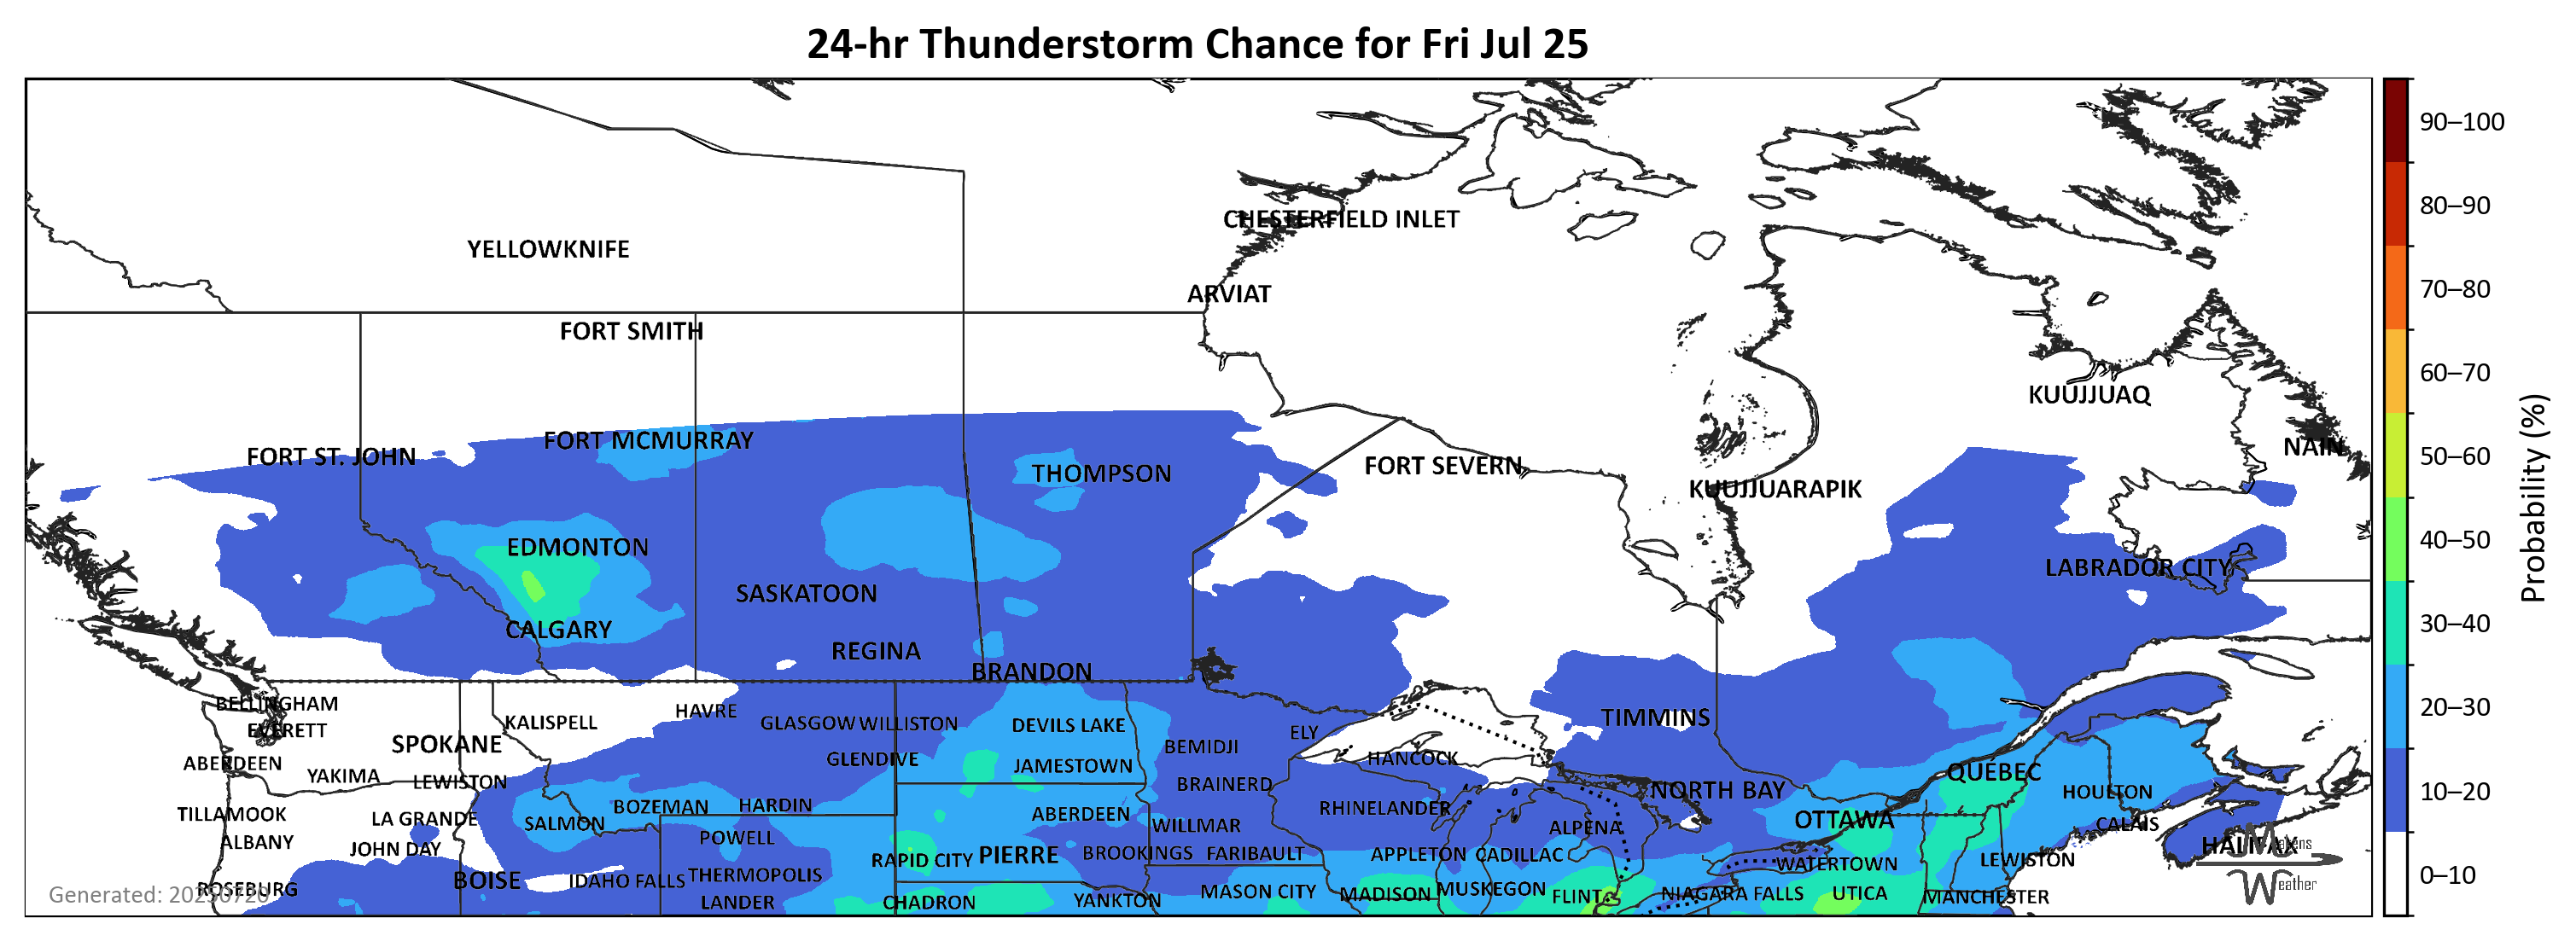 24-hr Thunderstorm Chance for Fri Jul 25
90–100
80–90
70–80
60–70
50–60
40–50
30–40
20–30
10–20
0–10
Probability (%)
CHESTERFIELD INLET
YELLOWKNIFE
ARVIAT
FORT SMITH
KUUJJUAQ
FORT MCMURRAY
NAIN
FORT ST. JOHN
FORT SEVERN
THOMPSON
KUUJJUARAPIK
EDMONTON
LABRADOR CITY
SASKATOON
CALGARY
REGINA
BRANDON
BELLINGHAM
HAVRE
TIMMINS
KALISPELL
GLASGOW
WILLISTON
DEVILS LAKE
EVERETT
ELY
SPOKANE
BEMIDJI
GLENDIVE
HANCOCK
ABERDEEN
JAMESTOWN
QUÉBEC
YAKIMA
LEWISTON
BRAINERD
NORTH BAY
HOULTON
BOZEMAN
HARDIN
RHINELANDER
TILLAMOOK
ABERDEEN
LA GRANDE
OTTAWA
SALMON
WILLMAR
ALPENA
CALAIS
POWELL
ALBANY
HALIFAX
JOHN DAY
BROOKINGS
FARIBAULT
APPLETON
CADILLAC
PIERRE
RAPID CITY
LEWISTON
WATERTOWN
THERMOPOLIS
BOISE
IDAHO FALLS
ROSEBURG
MUSKEGON
MASON CITY
MADISON
NIAGARA FALLS
UTICA
FLINT
MANCHESTER
YANKTON
LANDER
CHADRON
Generated: 20250720
Weather